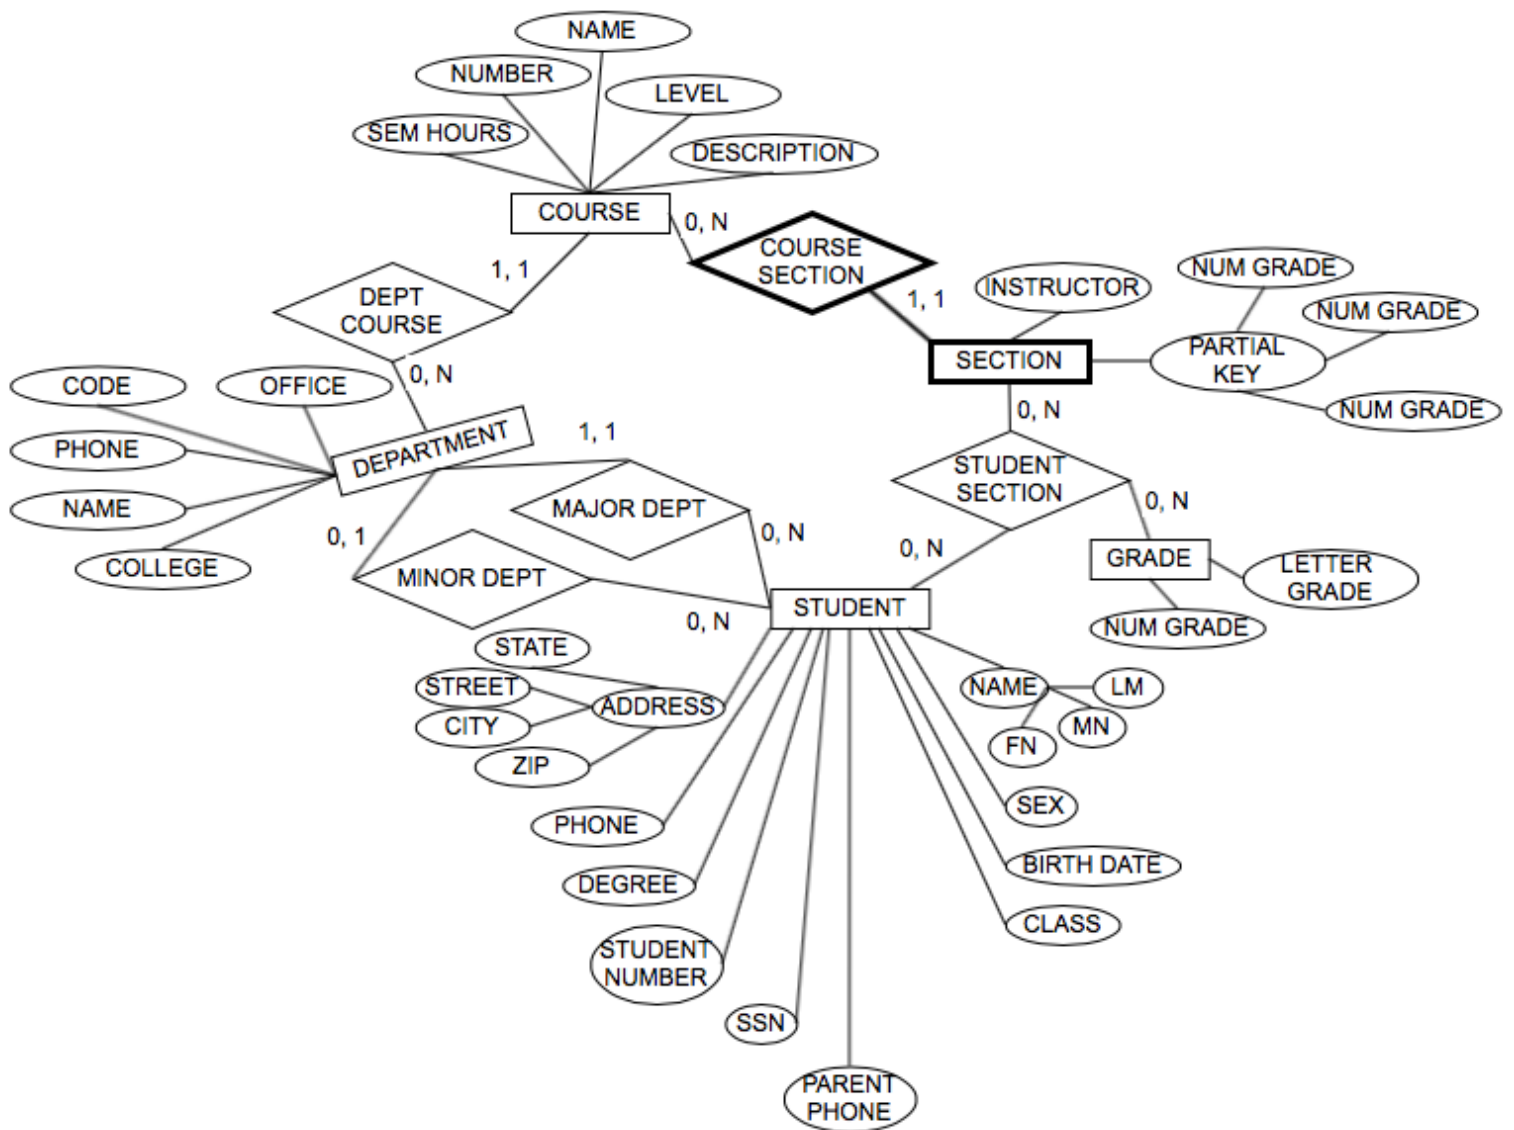 NAME
NUMBER
LEVEL
SEM HOURS
DESCRIPTION
COURSE
0, N
COURSE
SECTION
1, 1
1, 1
INSTRUCTOR
NUM GRADE
NUM GRADE
DEPT
COURSE
SECTION
PARTIAL
KEY
NUM GRADE
0, N
CODE
OFFICE
0, N
PHONE
DEPARTMENT
1, 1
STUDENT
SECTION
NAME
MAJOR DEPT
0, N
0, N
0, 1
0, N
COLLEGE
MINOR DEPT
GRADE
LETTER
GRADE
STUDENT
0, N
NUM GRADE
STATE
STREET
ADDRESS
CITY
ZIP
NAME
LM
MN
FN
PHONE
SEX
DEGREE
BIRTH DATE
CLASS
STUDENT
NUMBER
SSN
PARENT
PHONE